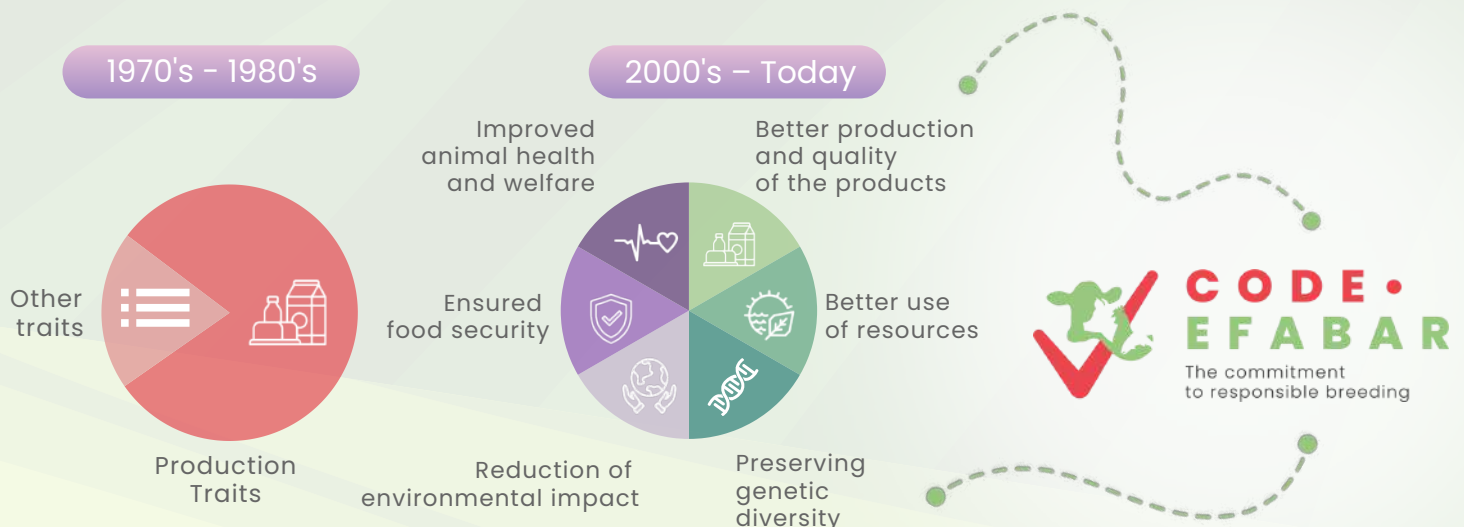 1970's - 1980's
Other
traits
Production
Traits
2000's – Today
Improved
animal health
and welfare
Better production
and quality
of the products
Ensured
food security
Better use
of resources
Reduction of
environmental impact
Preserving
genetic
diversity
CODE•
EFABAR
The commitment
to responsible breeding